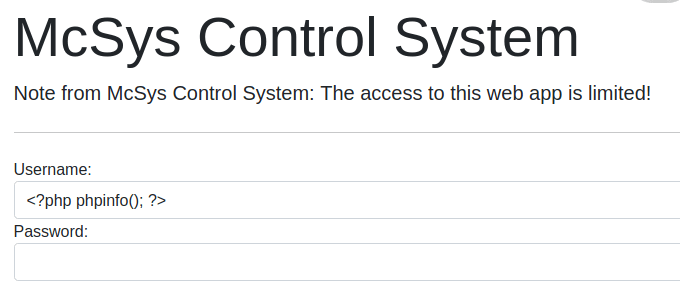 McSys Control System
Note from McSys Control System: The access to this web app is limited!
Username:
<?php phpinfo(); ?>
Password: